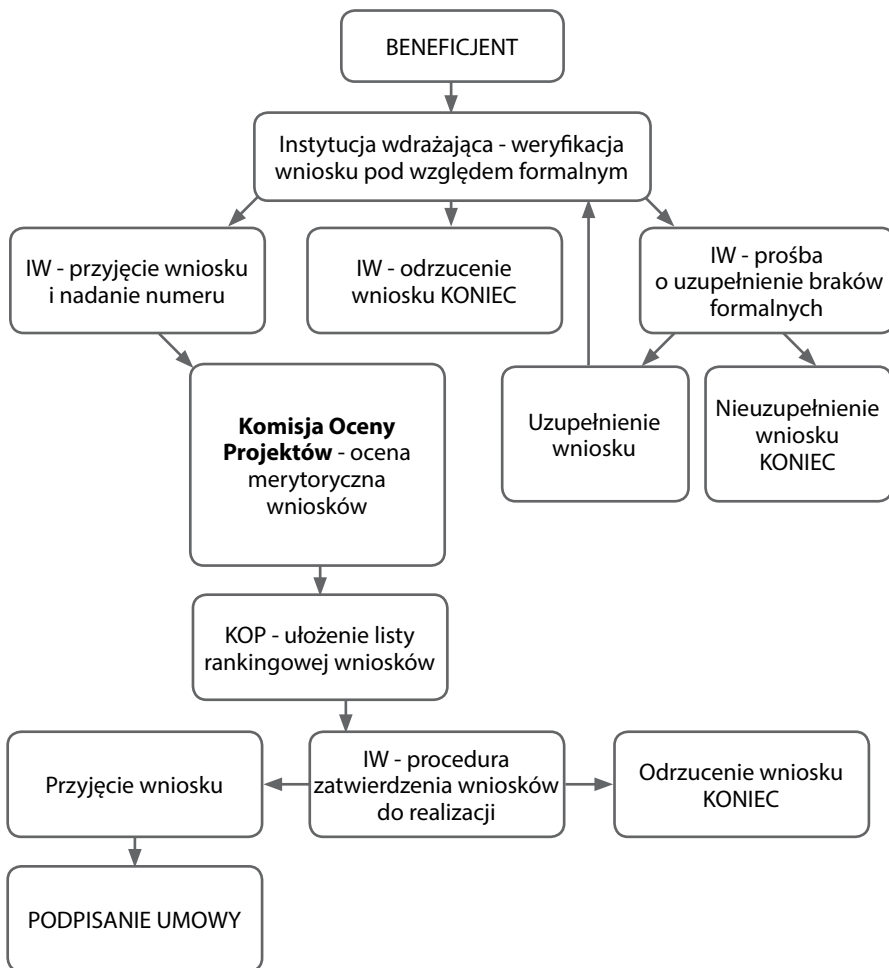 BENEFICJENT
Instytucja wdrażająca - weryfikacja
wniosku pod względem formalnym
IW - przyjęcie wniosku
i nadanie numeru
IW - odrzucenie
wniosku KONIEC
IW - prośba
o uzupełnienie braków
formalnych
Komisja Oceny
Projektów - ocena
merytoryczna
wniosków
Uzupełnienie
wniosku
Nieuzupełnienie
wniosku
KONIEC
KOP - ułożenie listy
rankingowej wniosków
Przyjęcie wniosku
IW - procedura
zatwierdzenia wniosków
do realizacji
Odrzucenie wniosku
KONIEC
PODPISANIE UMOWY